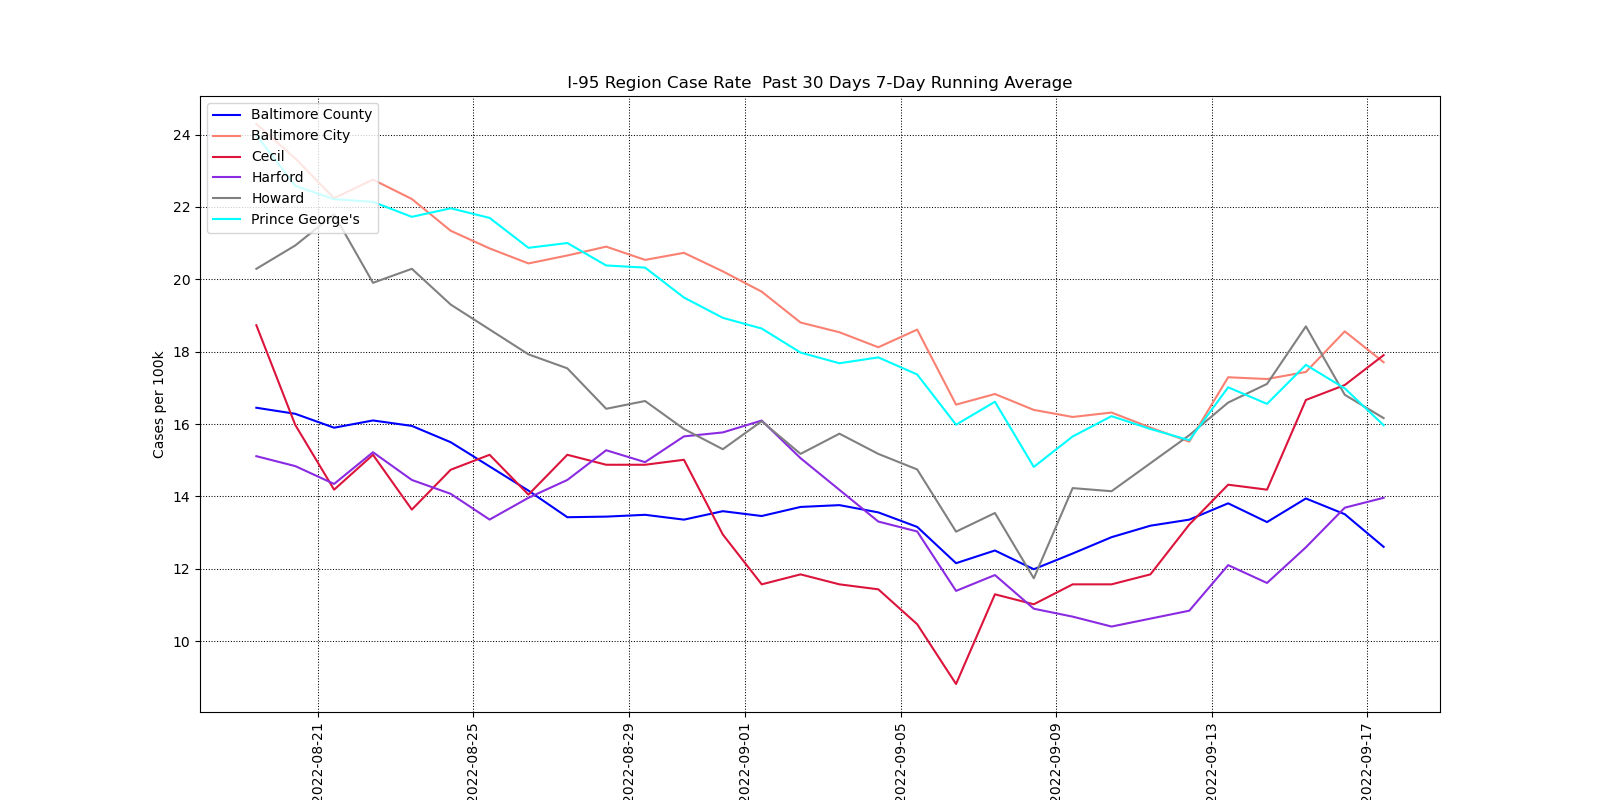 I-95 Region Case Rate  Past 30 Days 7-Day Running Average
Baltimore County
Baltimore City
Cecil
Harford
Howard
Prince George's
Cases per 100k
24
22
20
18
16
14
12
10
2022-08-21
2022-08-25
2022-08-29
2022-09-01
2022-09-05
2022-09-09
2022-09-13
2022-09-17